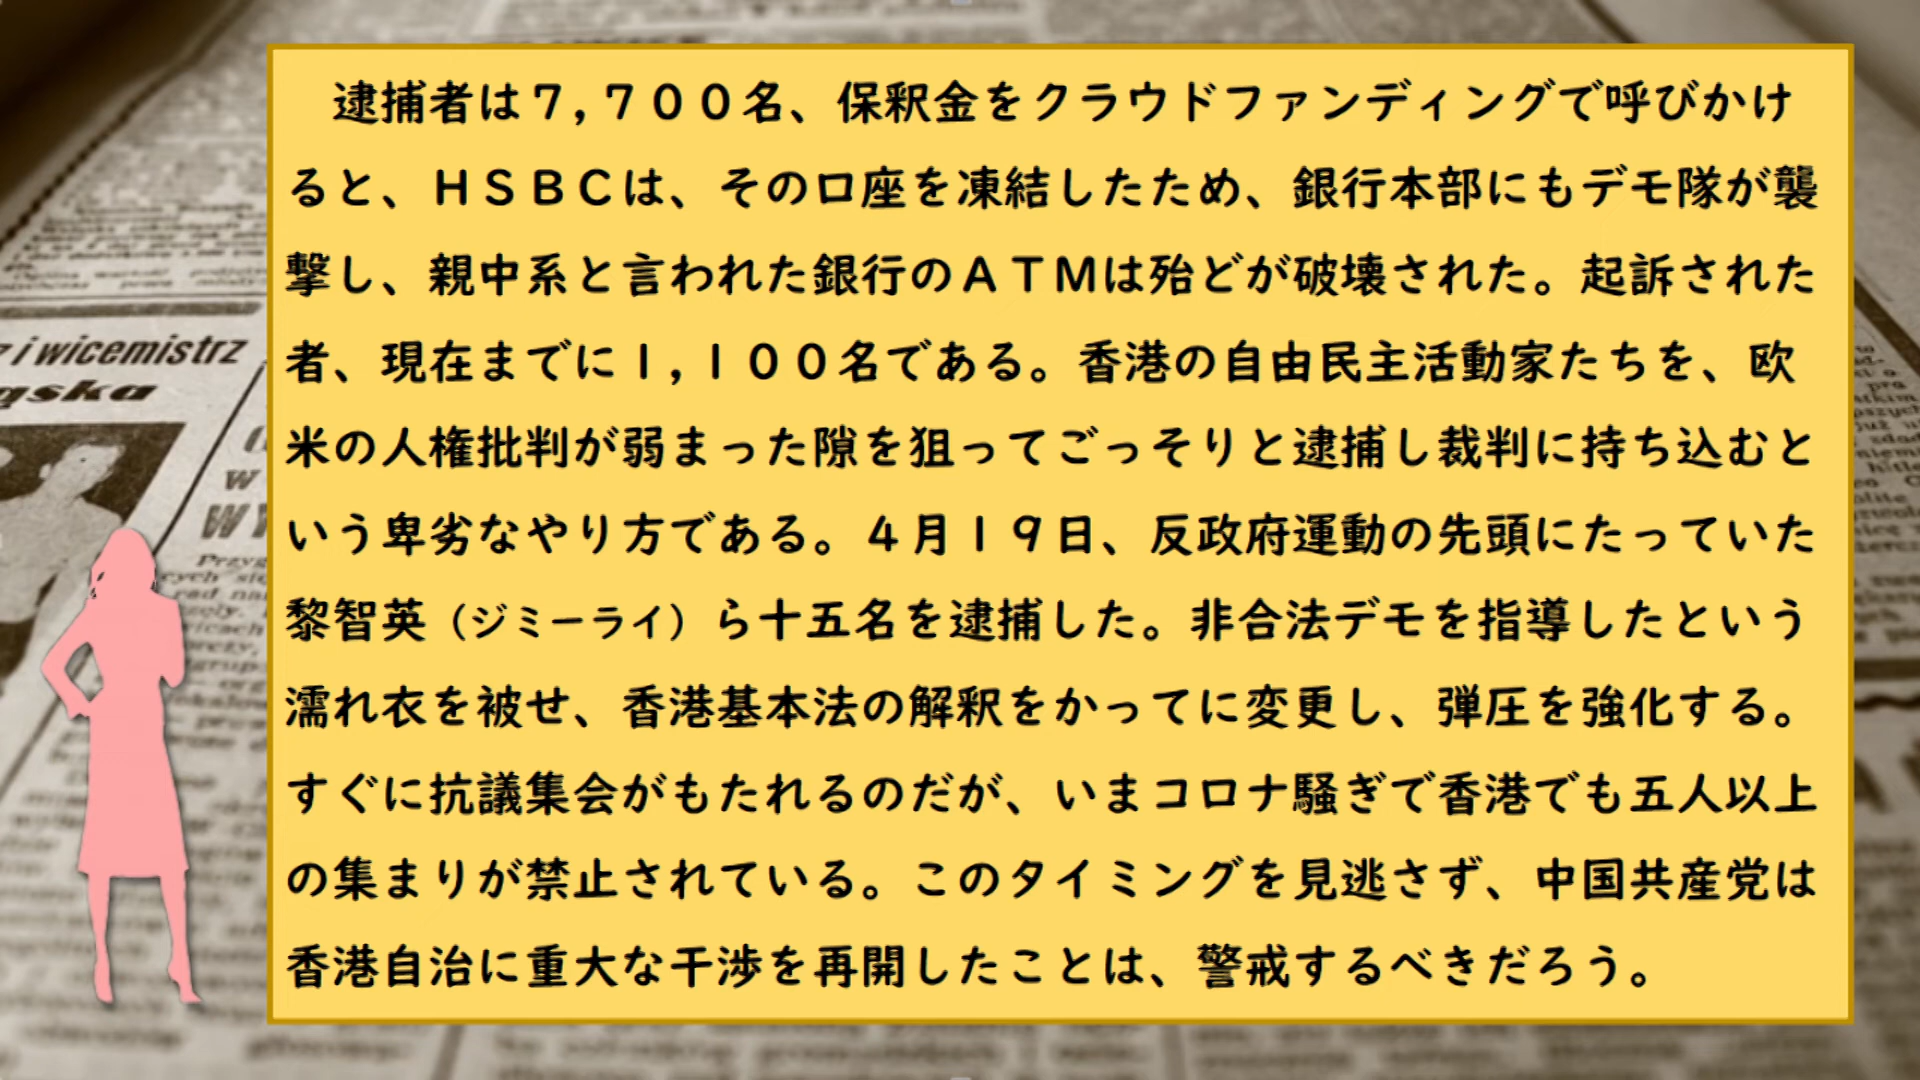 逮捕者は７,７００名、保釈金をクラウドファンディングで呼びかけ
ると、ＨＳＢＣは、その口座を凍結したため、銀行本部にもデモ隊が襲
撃し、親中系と言われた銀行のＡＴＭは殆どが破壊された。起訴された
者、現在までに１,１００名である。香港の自由民主活動家たちを、欧
米の人権批判が弱まった隙を狙ってごっそりと逮捕し裁判に持ち込むと
いう卑劣なやり方である。４月１９日、反政府運動の先頭にたっていた
黎智英（ジミーライ）ら十五名を逮捕した。非合法デモを指導したという
濡れ衣を被せ、香港基本法の解釈をかってに変更し、弾圧を強化する。
すぐに抗議集会がもたれるのだが、いまコロナ騒ぎで香港でも五人以上
の集まりが禁止されている。このタイミングを見逃さず、中国共産党は
香港自治に重大な干渉を再開したことは、警戒するべきだろう。
z i wicemistrz
ąska